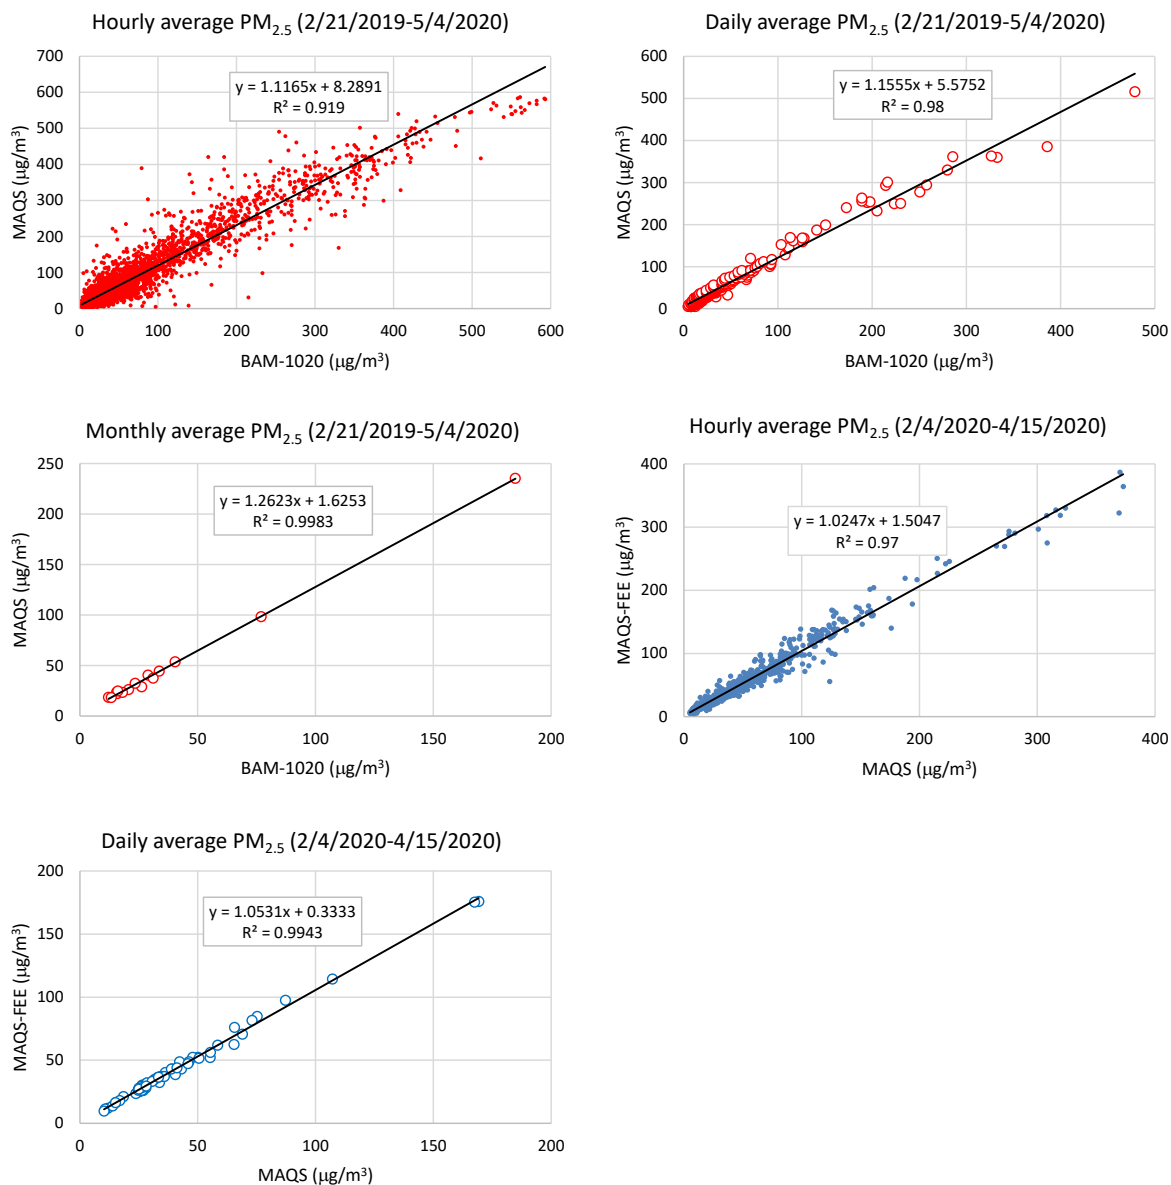 Hourly average PM2.5 (2/21/2019-5/4/2020)
700
600
500
400
300
200
100
0
MAQS (µg/m³)
y = 1.1165x + 8.2891
R² = 0.919
0 100 200 300 400 500 600
BAM-1020 (µg/m³)
Daily average PM2.5 (2/21/2019-5/4/2020)
600
500
400
300
200
100
0
MAQS (µg/m³)
y = 1.1555x + 5.5752
R² = 0.98
0 100 200 300 400 500
BAM-1020 (µg/m³)
Monthly average PM2.5 (2/21/2019-5/4/2020)
250
200
150
100
50
0
MAQS (µg/m³)
y = 1.2623x + 1.6253
R² = 0.9983
0 50 100 150 200
BAM-1020 (µg/m³)
Hourly average PM2.5 (2/4/2020-4/15/2020)
400
300
200
100
0
MAQS-FEE (µg/m³)
y = 1.0247x + 1.5047
R² = 0.97
0 100 200 300 400
MAQS (µg/m³)
Daily average PM2.5 (2/4/2020-4/15/2020)
200
150
100
50
0
MAQS-FEE (µg/m³)
y = 1.0531x + 0.3333
R² = 0.9943
0 50 100 150 200
MAQS (µg/m³)